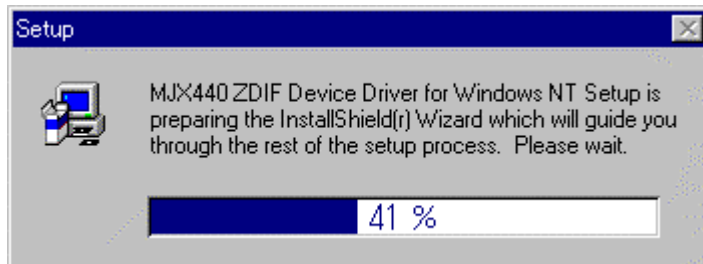 Setup
MJX440 ZDIF Device Driver for Windows NT Setup is
preparing the InstallShield(r) Wizard which will guide you
through the rest of the setup process.  Please wait.
41 %